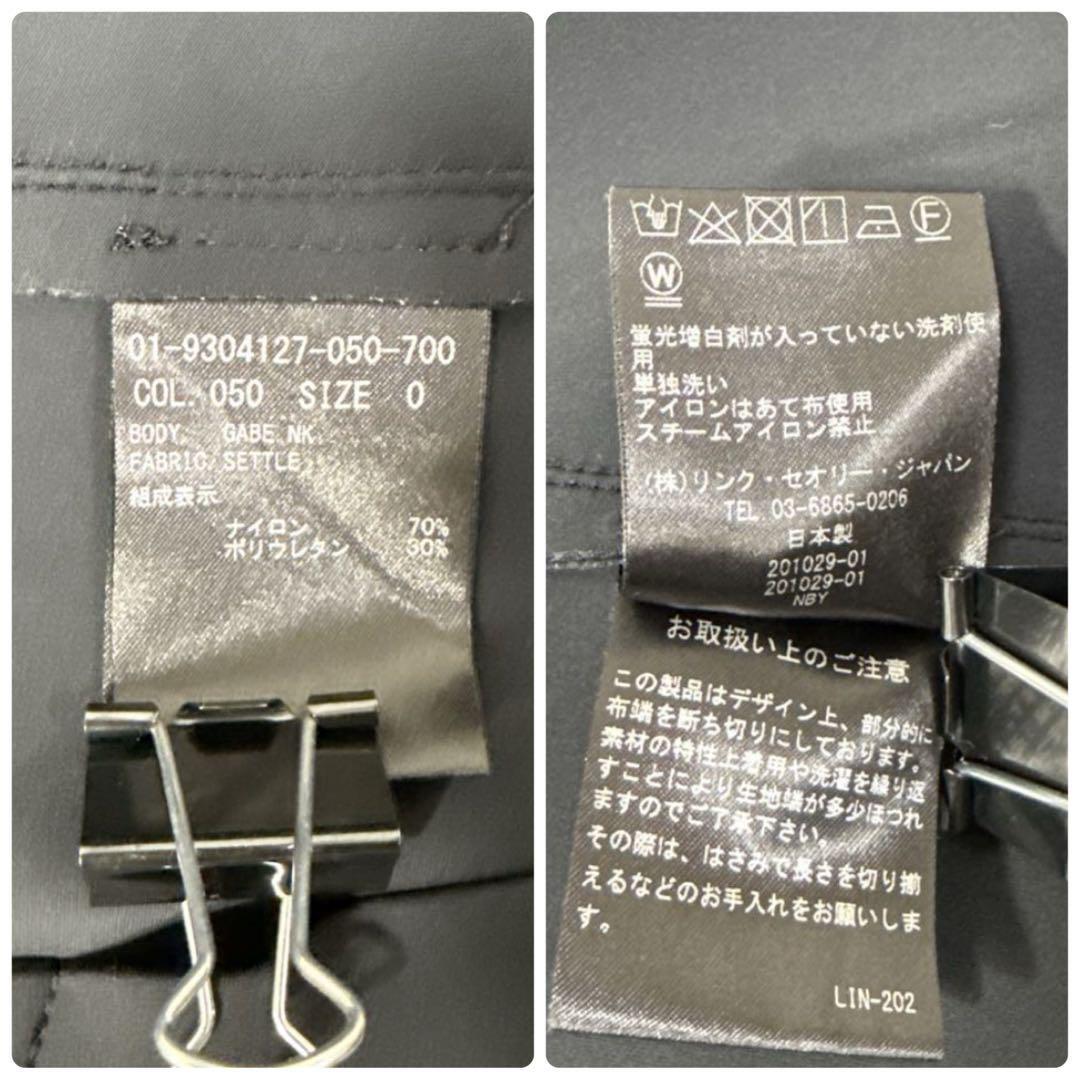 01-9304127-050-700
COL. 050 SIZE 0
BODY. GABE.NK.
FABRIC. SETTLE
組成表示
ナイロン 70%
ポリウレタン 30%
F
W
蛍光増白剤が入っていない洗剤使
用
単独洗い
アイロンはあて布使用
スチームアイロン禁止
(株)リンク・セオリー・ジャパン
TEL 03-6865-0206
日本製
201029-01
201029-01
NBY
お取扱い上のご注意
この製品はデザイン上、部分的に
布端を断ち切りにしております。
素材の特性上着用や洗濯を繰り返
すことにより生地端が多少ほつれ
ますのでご了承下さい。
その際は、はさみで長さを切り揃
えるなどのお手入れをお願いしま
す。
LIN-202